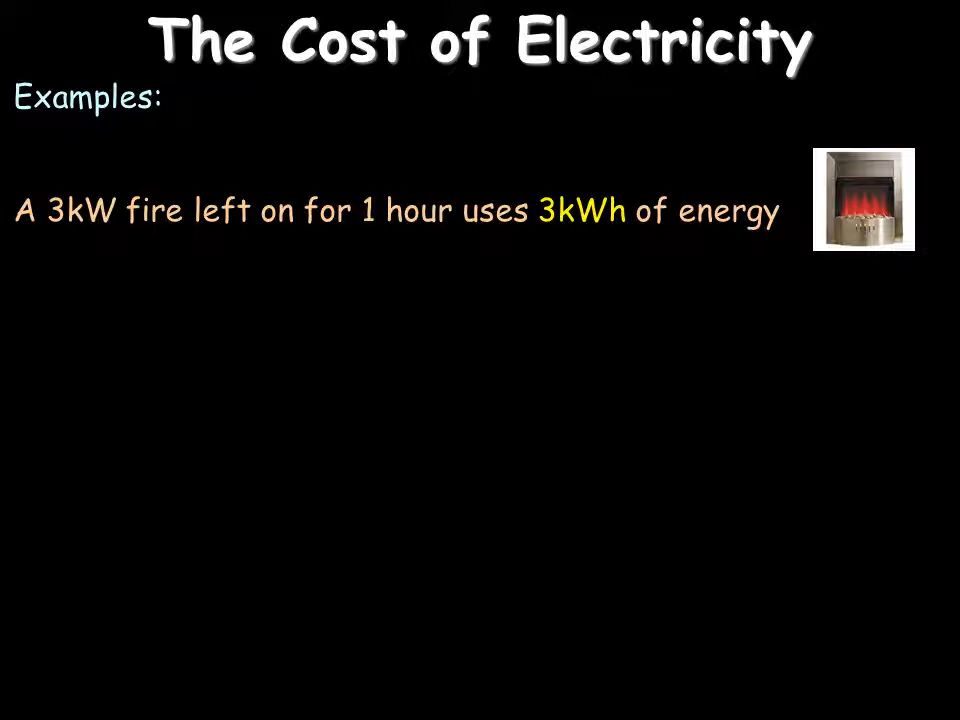 The Cost of Electricity
Examples:
A 3kW fire left on for 1 hour uses 3kWh of energy